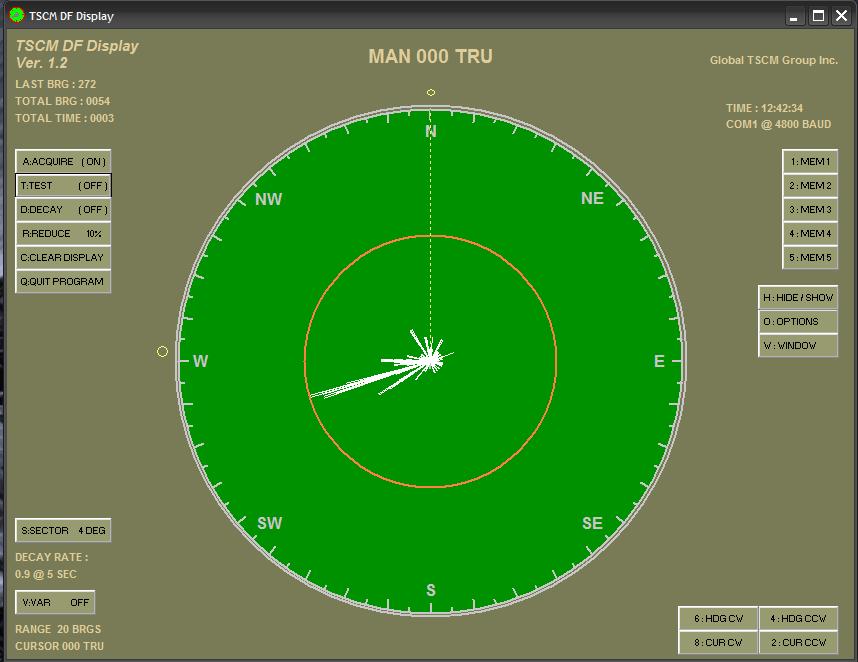 TSCM DF Display
TSCM DF Display
Ver. 1.2
MAN 000 TRU
Global TSCM Group Inc.
LAST BRG : 272
TOTAL BRG : 0054
TOTAL TIME : 0003
TIME : 12:42:34
COM1 @ 4800 BAUD
A:ACQUIRE ( ON )
T:TEST ( OFF )
D:DECAY ( OFF )
R:REDUCE 10%
C:CLEAR DISPLAY
Q:QUIT PROGRAM
1: MEM 1
2: MEM 2
3: MEM 3
4: MEM 4
5: MEM 5
H: HIDE / SHOW
O: OPTIONS
W: WINDOW
N
NW
NE
W
E
SW
SE
S
S:SECTOR 4 DEG
DECAY RATE :
0.9 @ 5 SEC
V:VAR OFF
RANGE 20 BRGS
CURSOR 000 TRU
6: HDG CW
4: HDG CCW
8: CUR CW
2: CUR CCW